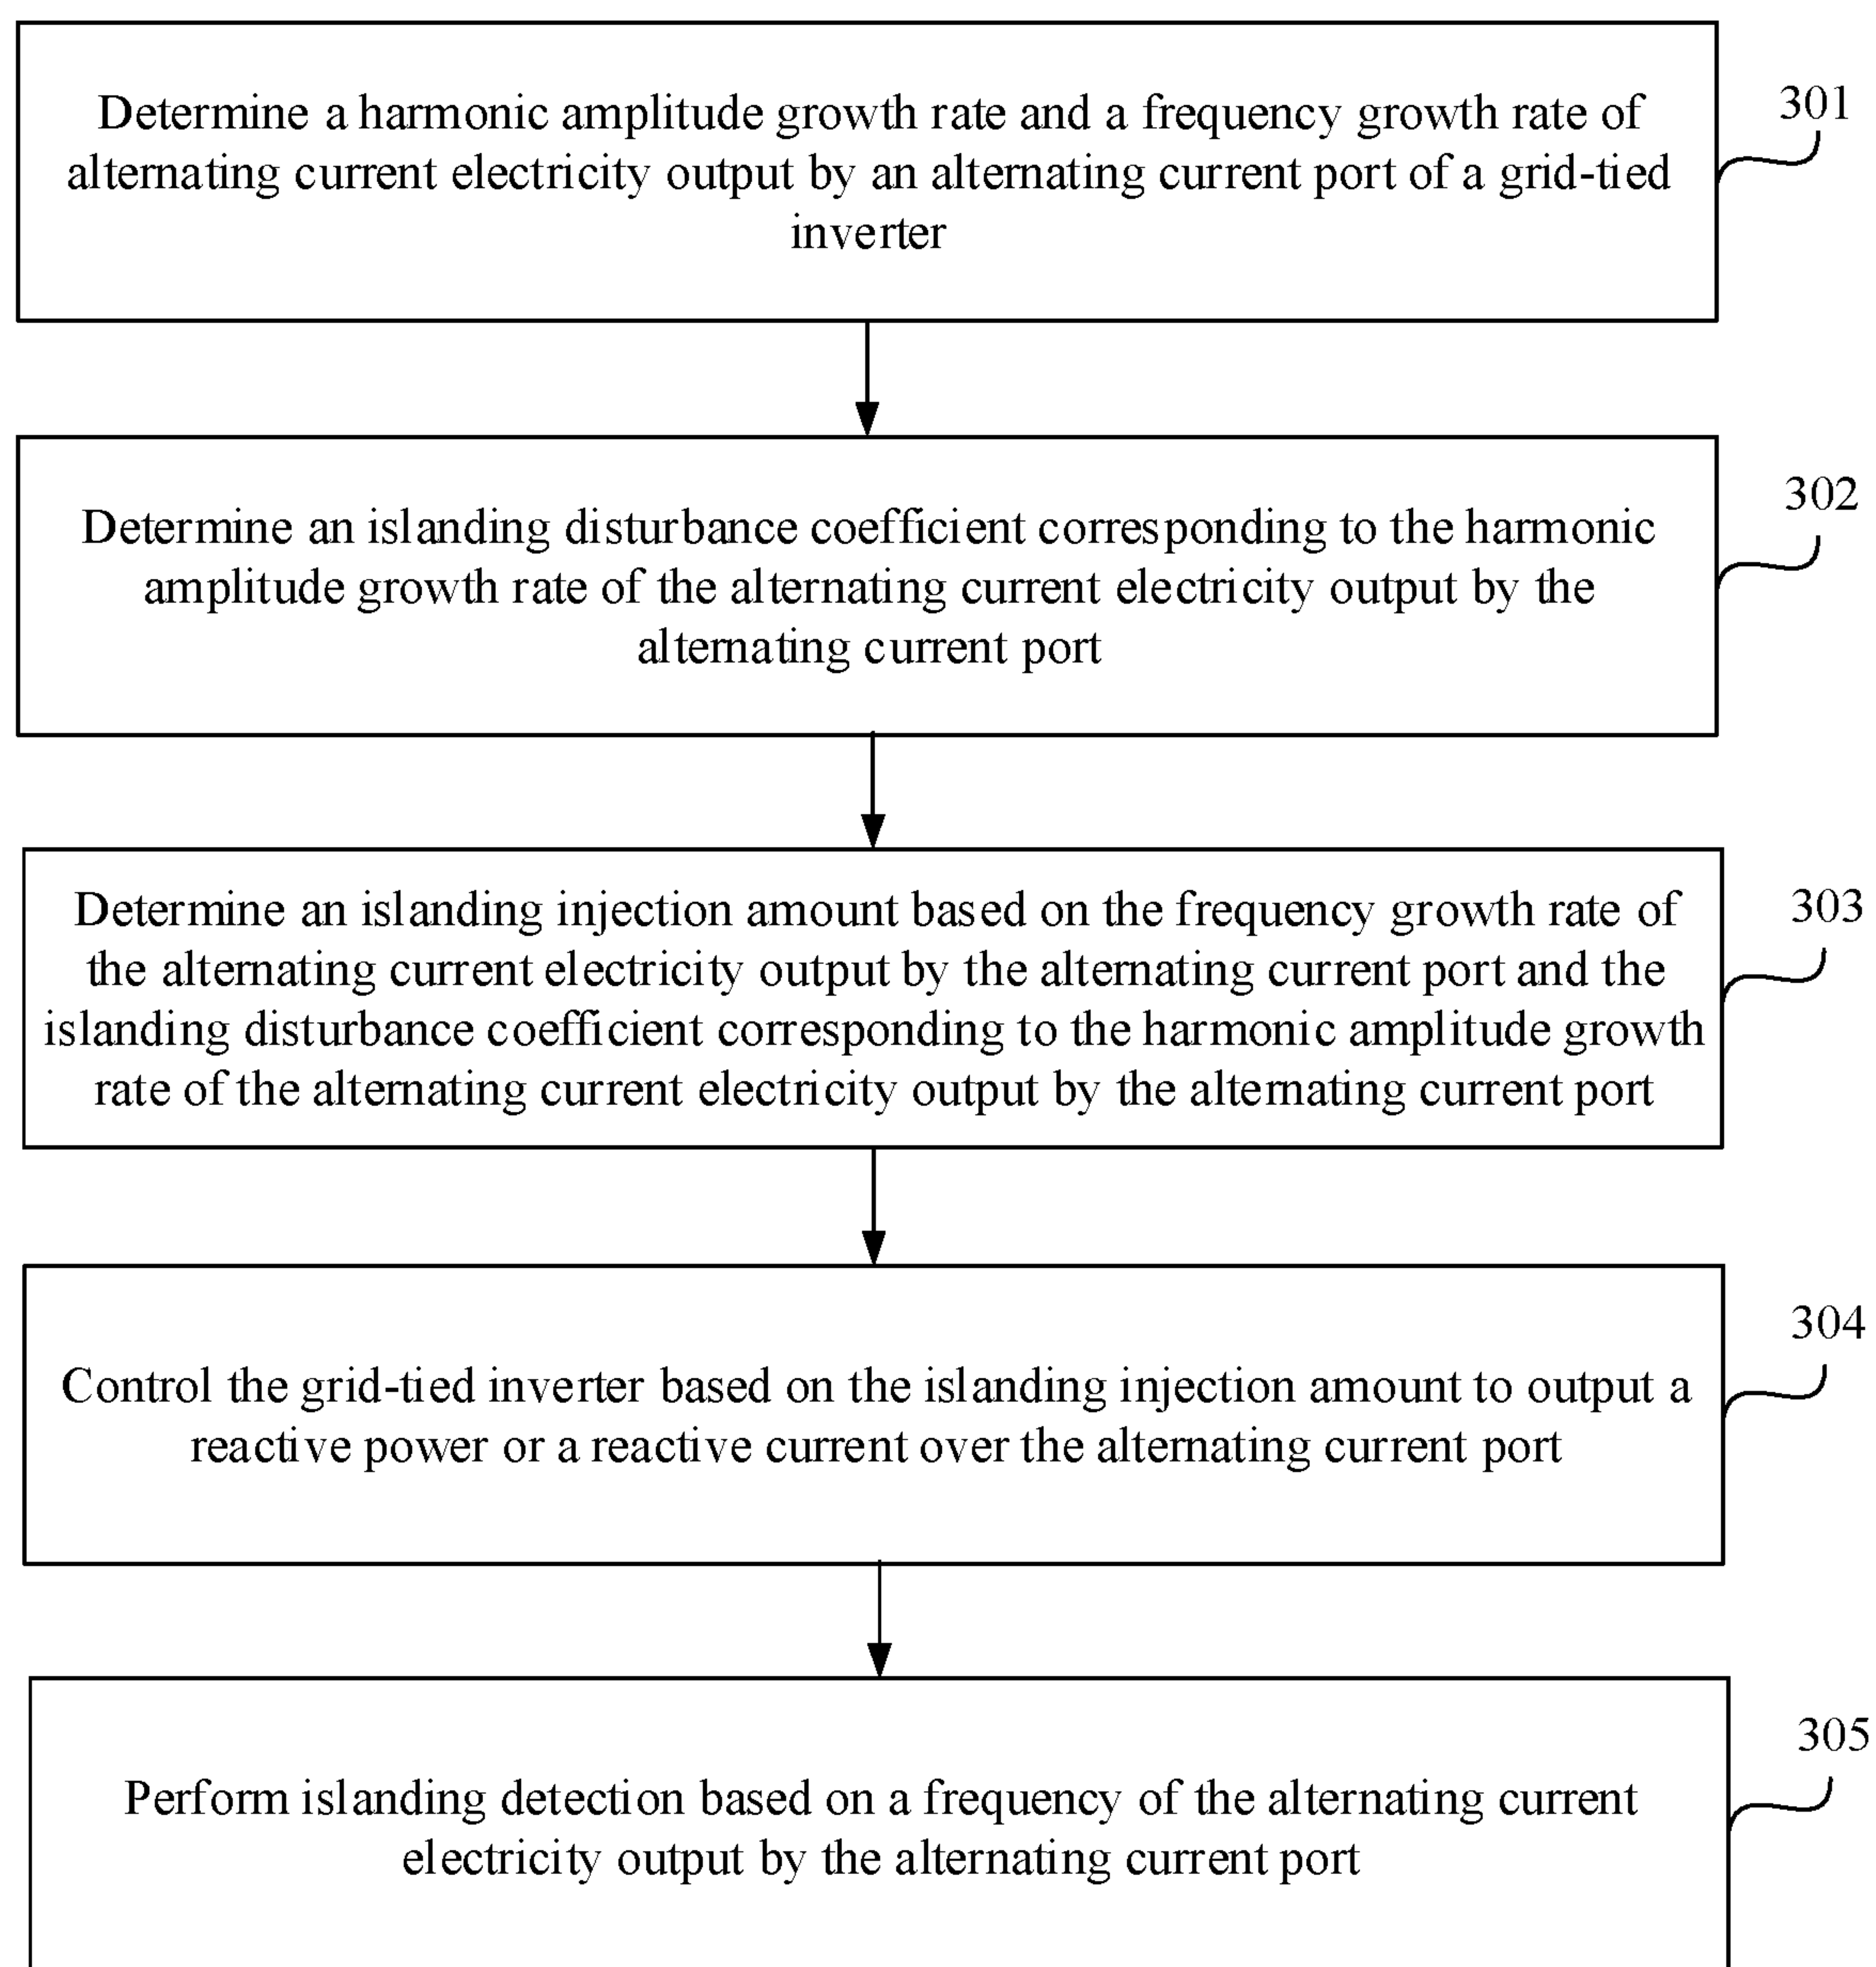 Determine a harmonic amplitude growth rate and a frequency growth rate of
alternating current electricity output by an alternating current port of a grid-tied
inverter
301
Determine an islanding disturbance coefficient corresponding to the harmonic
amplitude growth rate of the alternating current electricity output by the
alternating current port
302
Determine an islanding injection amount based on the frequency growth rate of
the alternating current electricity output by the alternating current port and the
islanding disturbance coefficient corresponding to the harmonic amplitude growth
rate of the alternating current electricity output by the alternating current port
303
Control the grid-tied inverter based on the islanding injection amount to output a
reactive power or a reactive current over the alternating current port
304
Perform islanding detection based on a frequency of the alternating current
electricity output by the alternating current port
305